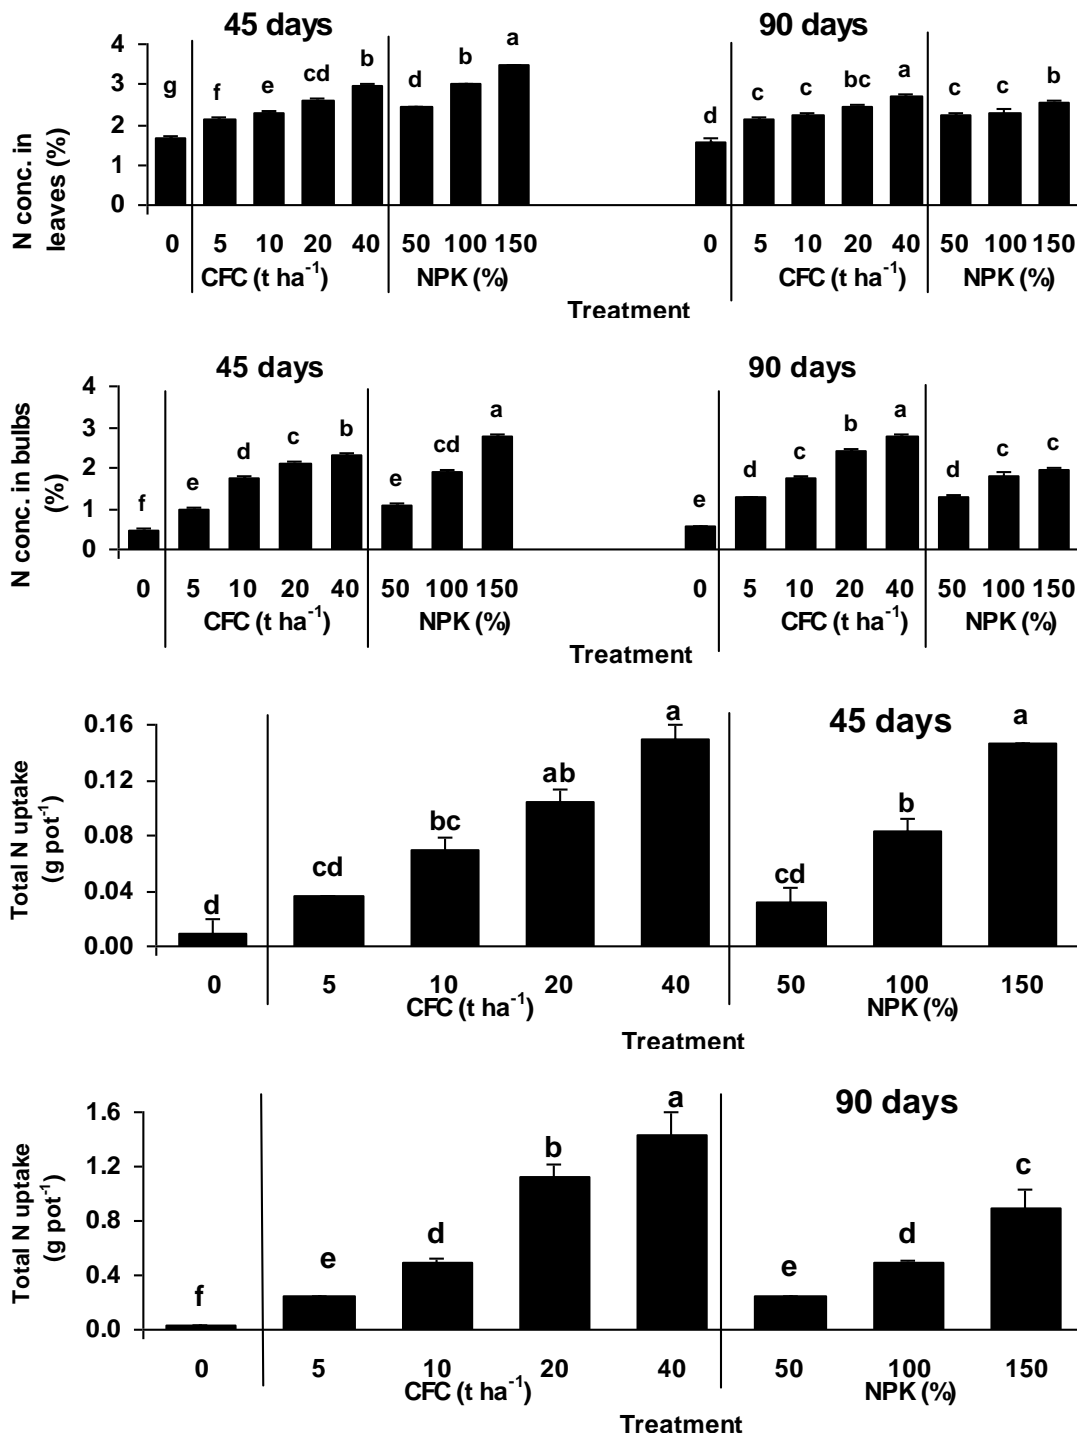 45 days 90 days
N conc. in
leaves (%)
4
3
2
1
0
g f e cd b d b a d c c bc a c c b
0 5 10 20 40 50 100 150 0 5 10 20 40 50 100 150
CFC (t ha⁻¹) NPK (%) CFC (t ha⁻¹) NPK (%)
Treatment
45 days 90 days
N conc. in bulbs
(%)
4
3
2
1
0
f e d c b e cd a e d c b a d c c
0 5 10 20 40 50 100 150 0 5 10 20 40 50 100 150
CFC (t ha⁻¹) NPK (%) CFC (t ha⁻¹) NPK (%)
Treatment
45 days
Total N uptake
(g pot⁻¹)
0.16
0.12
0.08
0.04
0.00
d cd bc ab a cd b a
0 5 10 20 40 50 100 150
CFC (t ha⁻¹) NPK (%)
Treatment
90 days
Total N uptake
(g pot⁻¹)
1.6
1.2
0.8
0.4
0.0
f e d b a e d c
0 5 10 20 40 50 100 150
CFC (t ha⁻¹) NPK (%)
Treatment